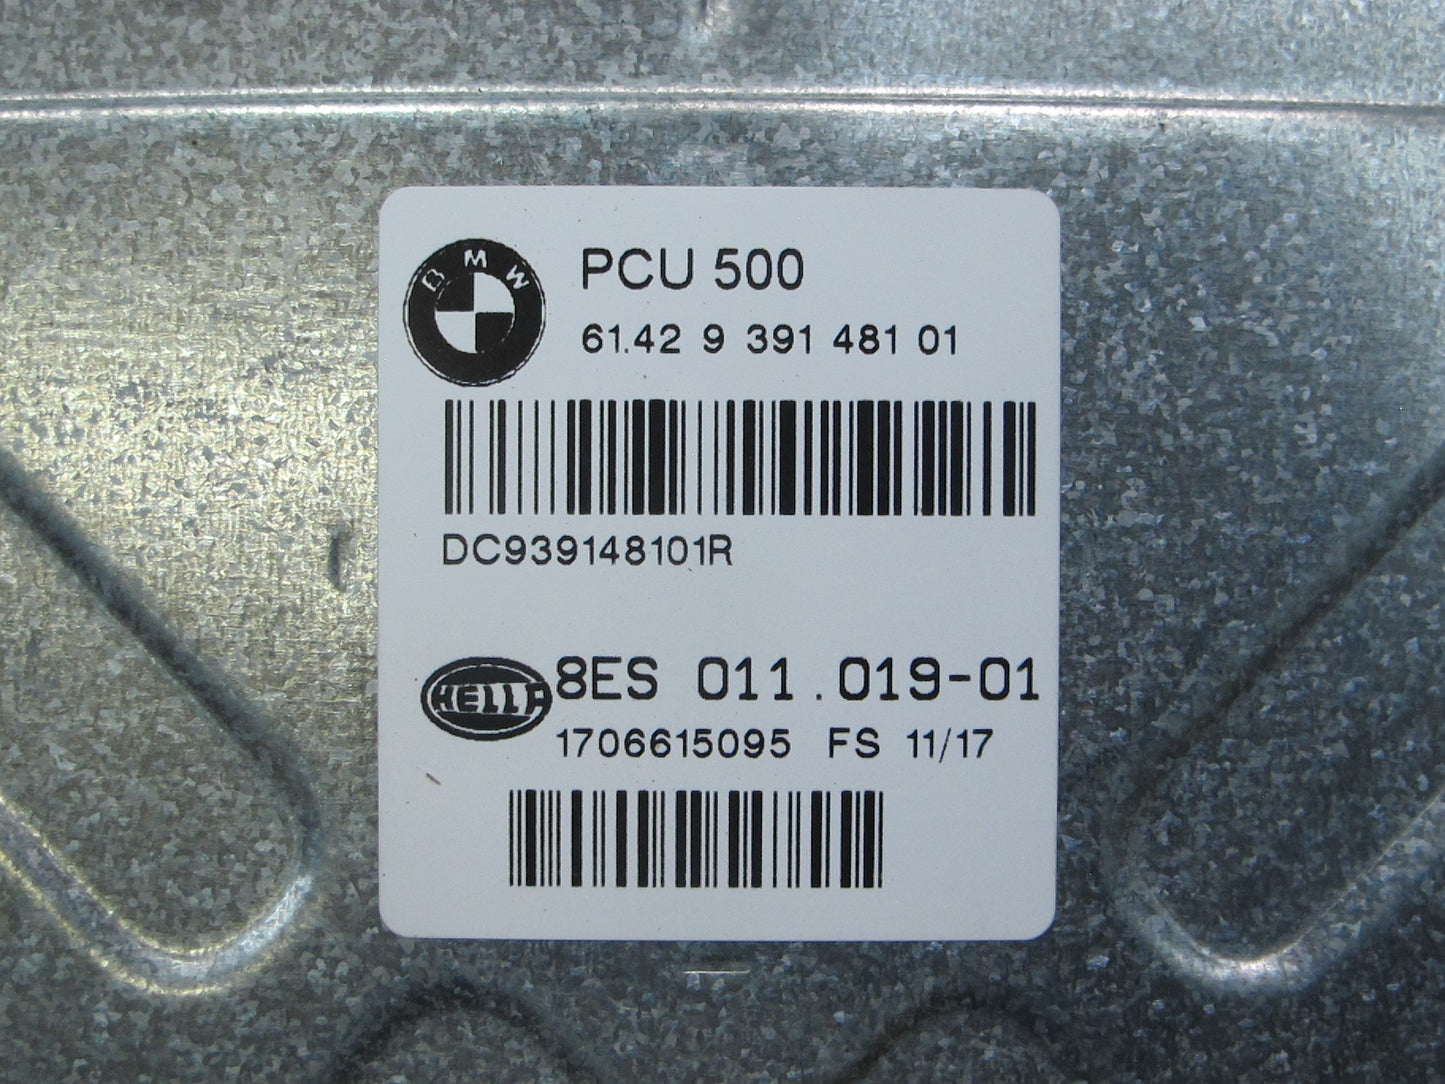 BMW
PCU 500
61.42 9 391 481 01
DC939148101R
HELLA
8ES 011.019-01
1706615095 FS 11/17